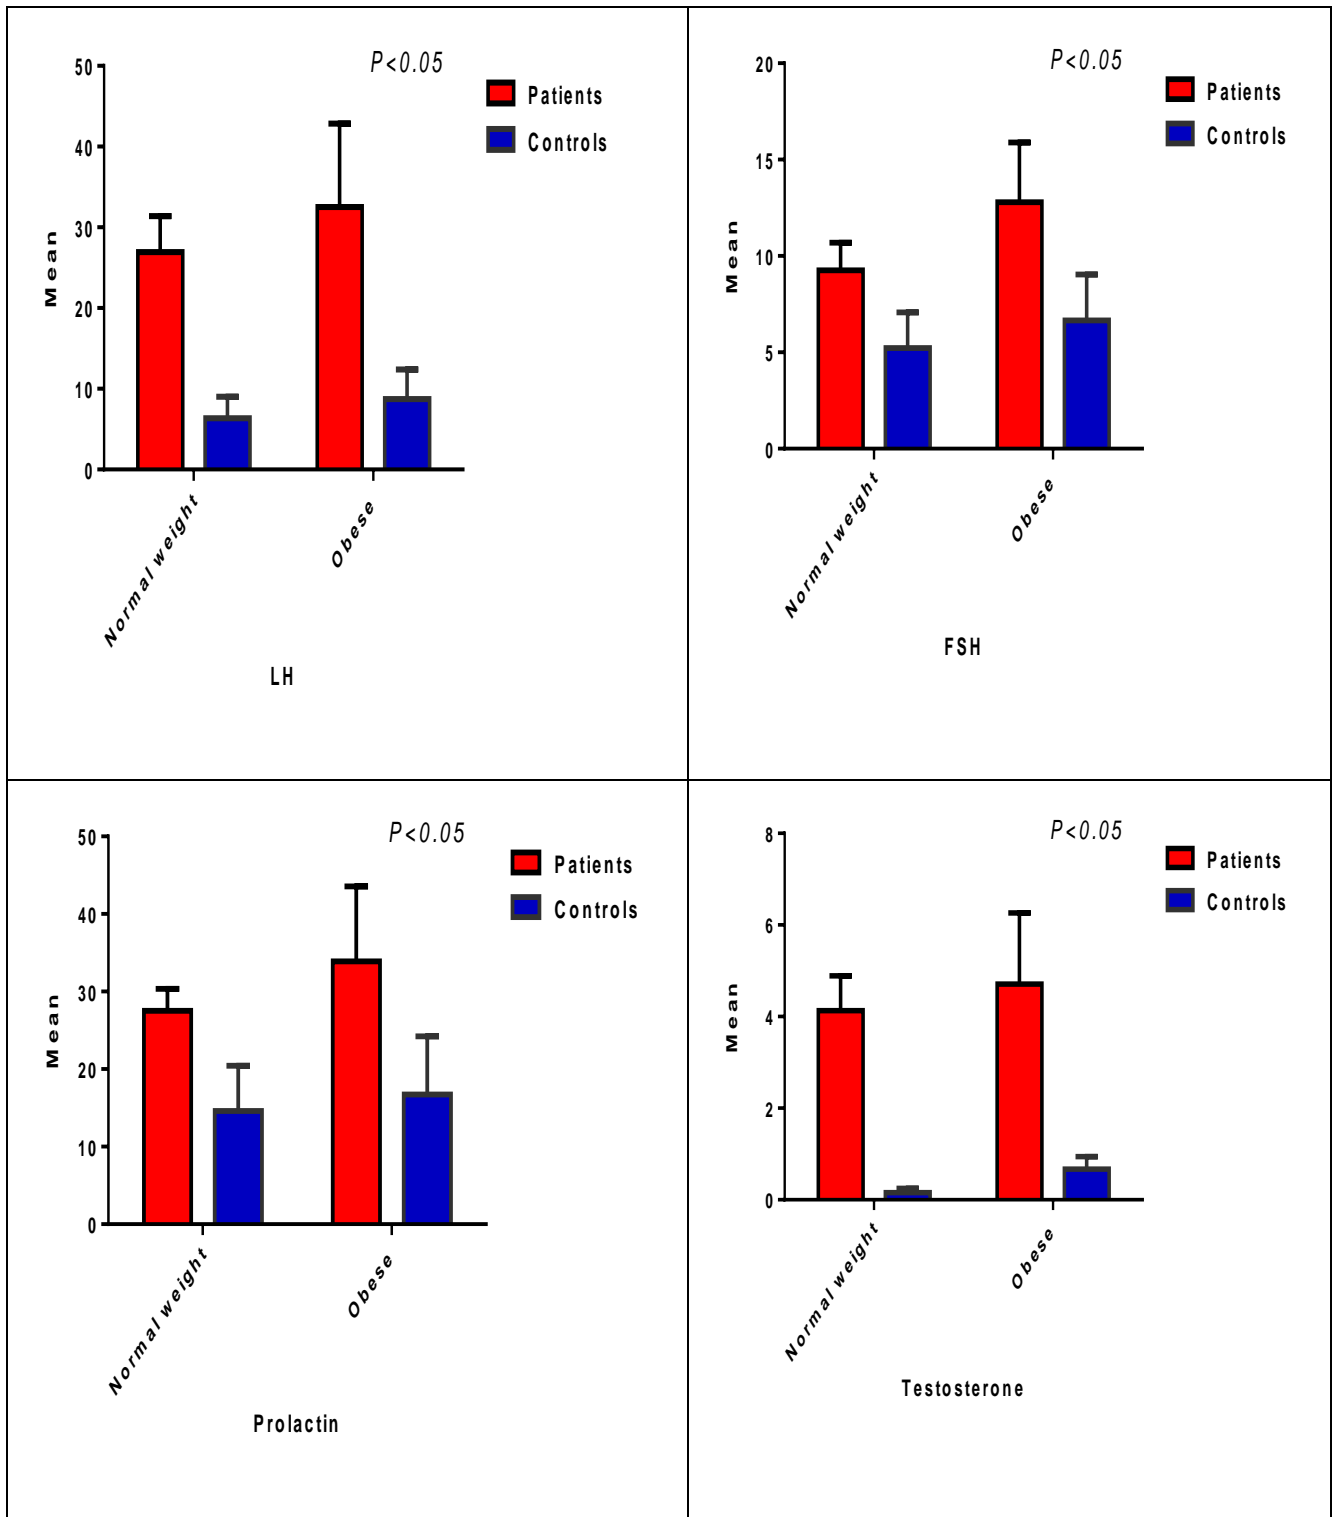 P<0.05
50
40
30
20
10
0
Mean
Patients
Controls
Normal weight
Obese
LH
P<0.05
20
15
10
5
0
Mean
Patients
Controls
Normal weight
Obese
FSH
P<0.05
50
40
30
20
10
0
Mean
Patients
Controls
Normal weight
Obese
Prolactin
P<0.05
8
6
4
2
0
Mean
Patients
Controls
Normal weight
Obese
Testosterone